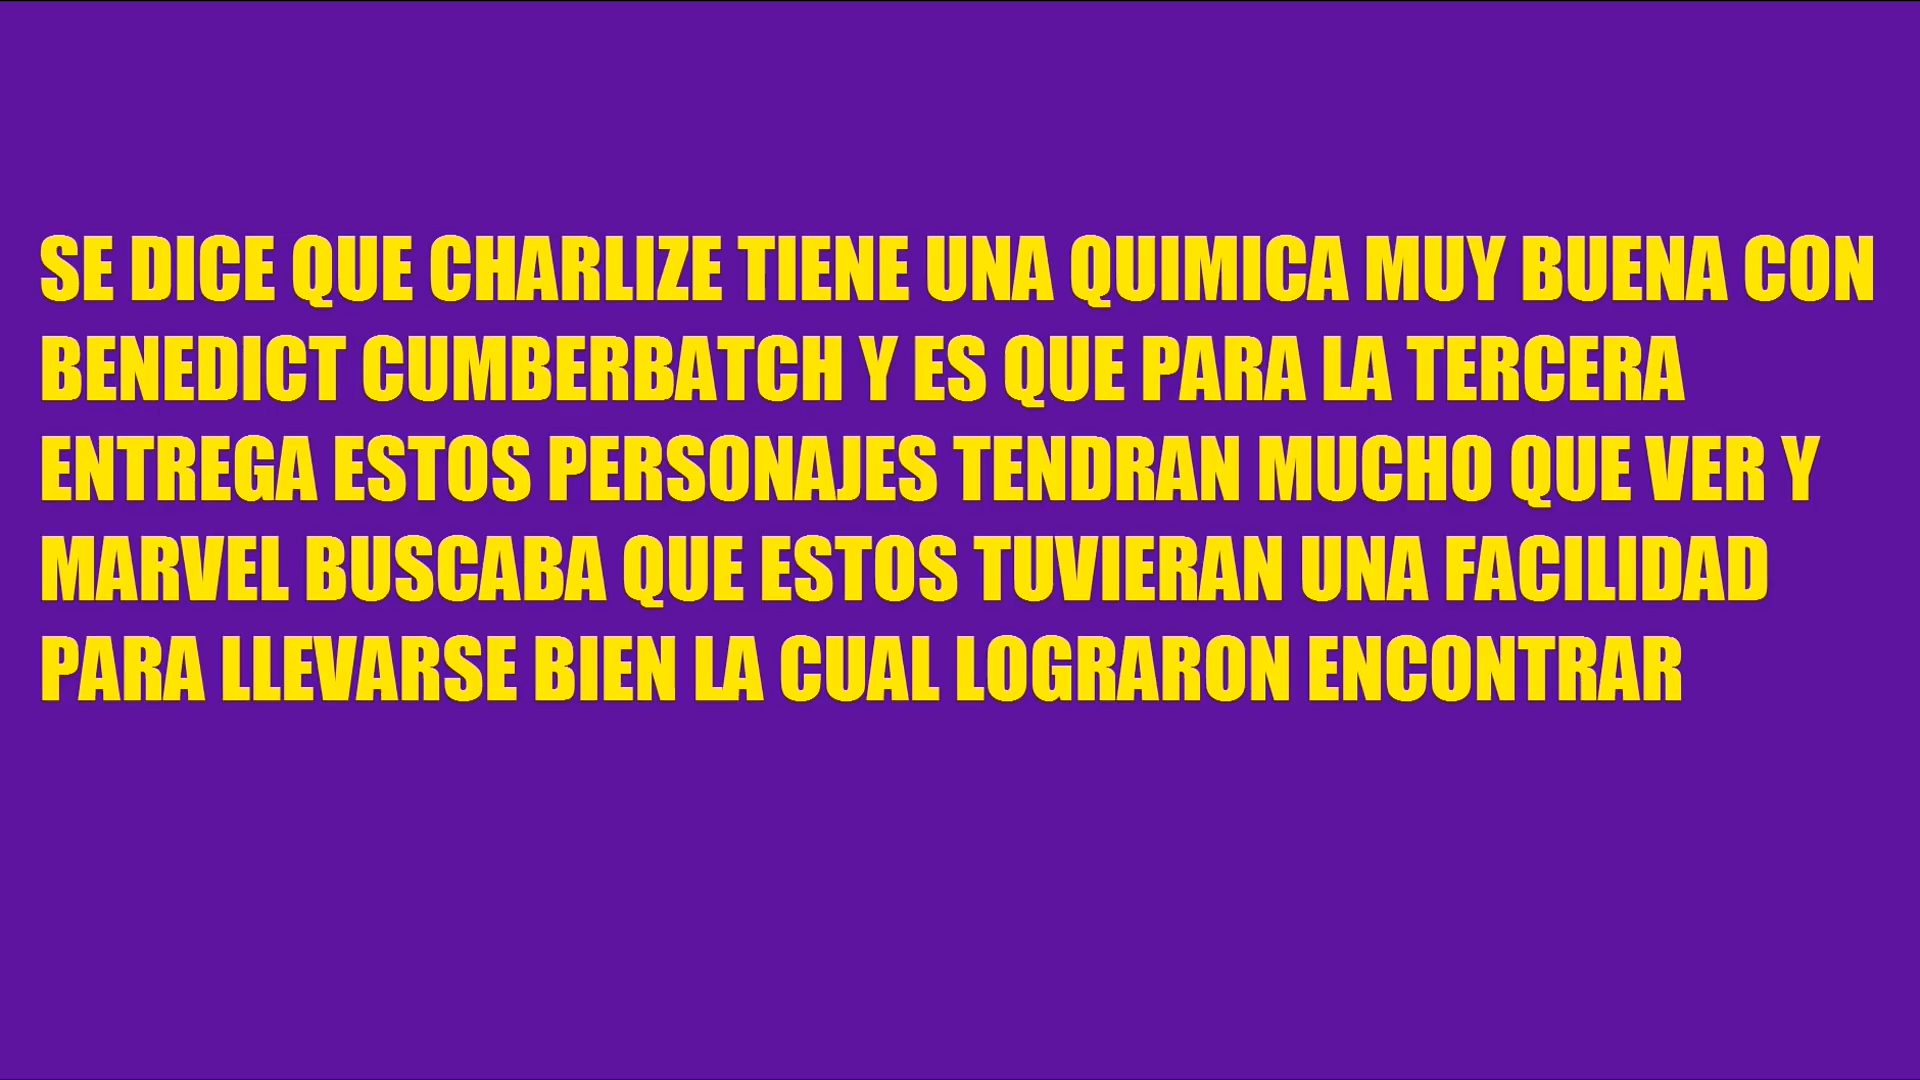 SE DICE QUE CHARLIZE TIENE UNA QUIMICA MUY BUENA CON
BENEDICT CUMBERBATCH Y ES QUE PARA LA TERCERA
ENTREGA ESTOS PERSONAJES TENDRAN MUCHO QUE VER Y
MARVEL BUSCABA QUE ESTOS TUVIERAN UNA FACILIDAD
PARA LLEVARSE BIEN LA CUAL LOGRARON ENCONTRAR